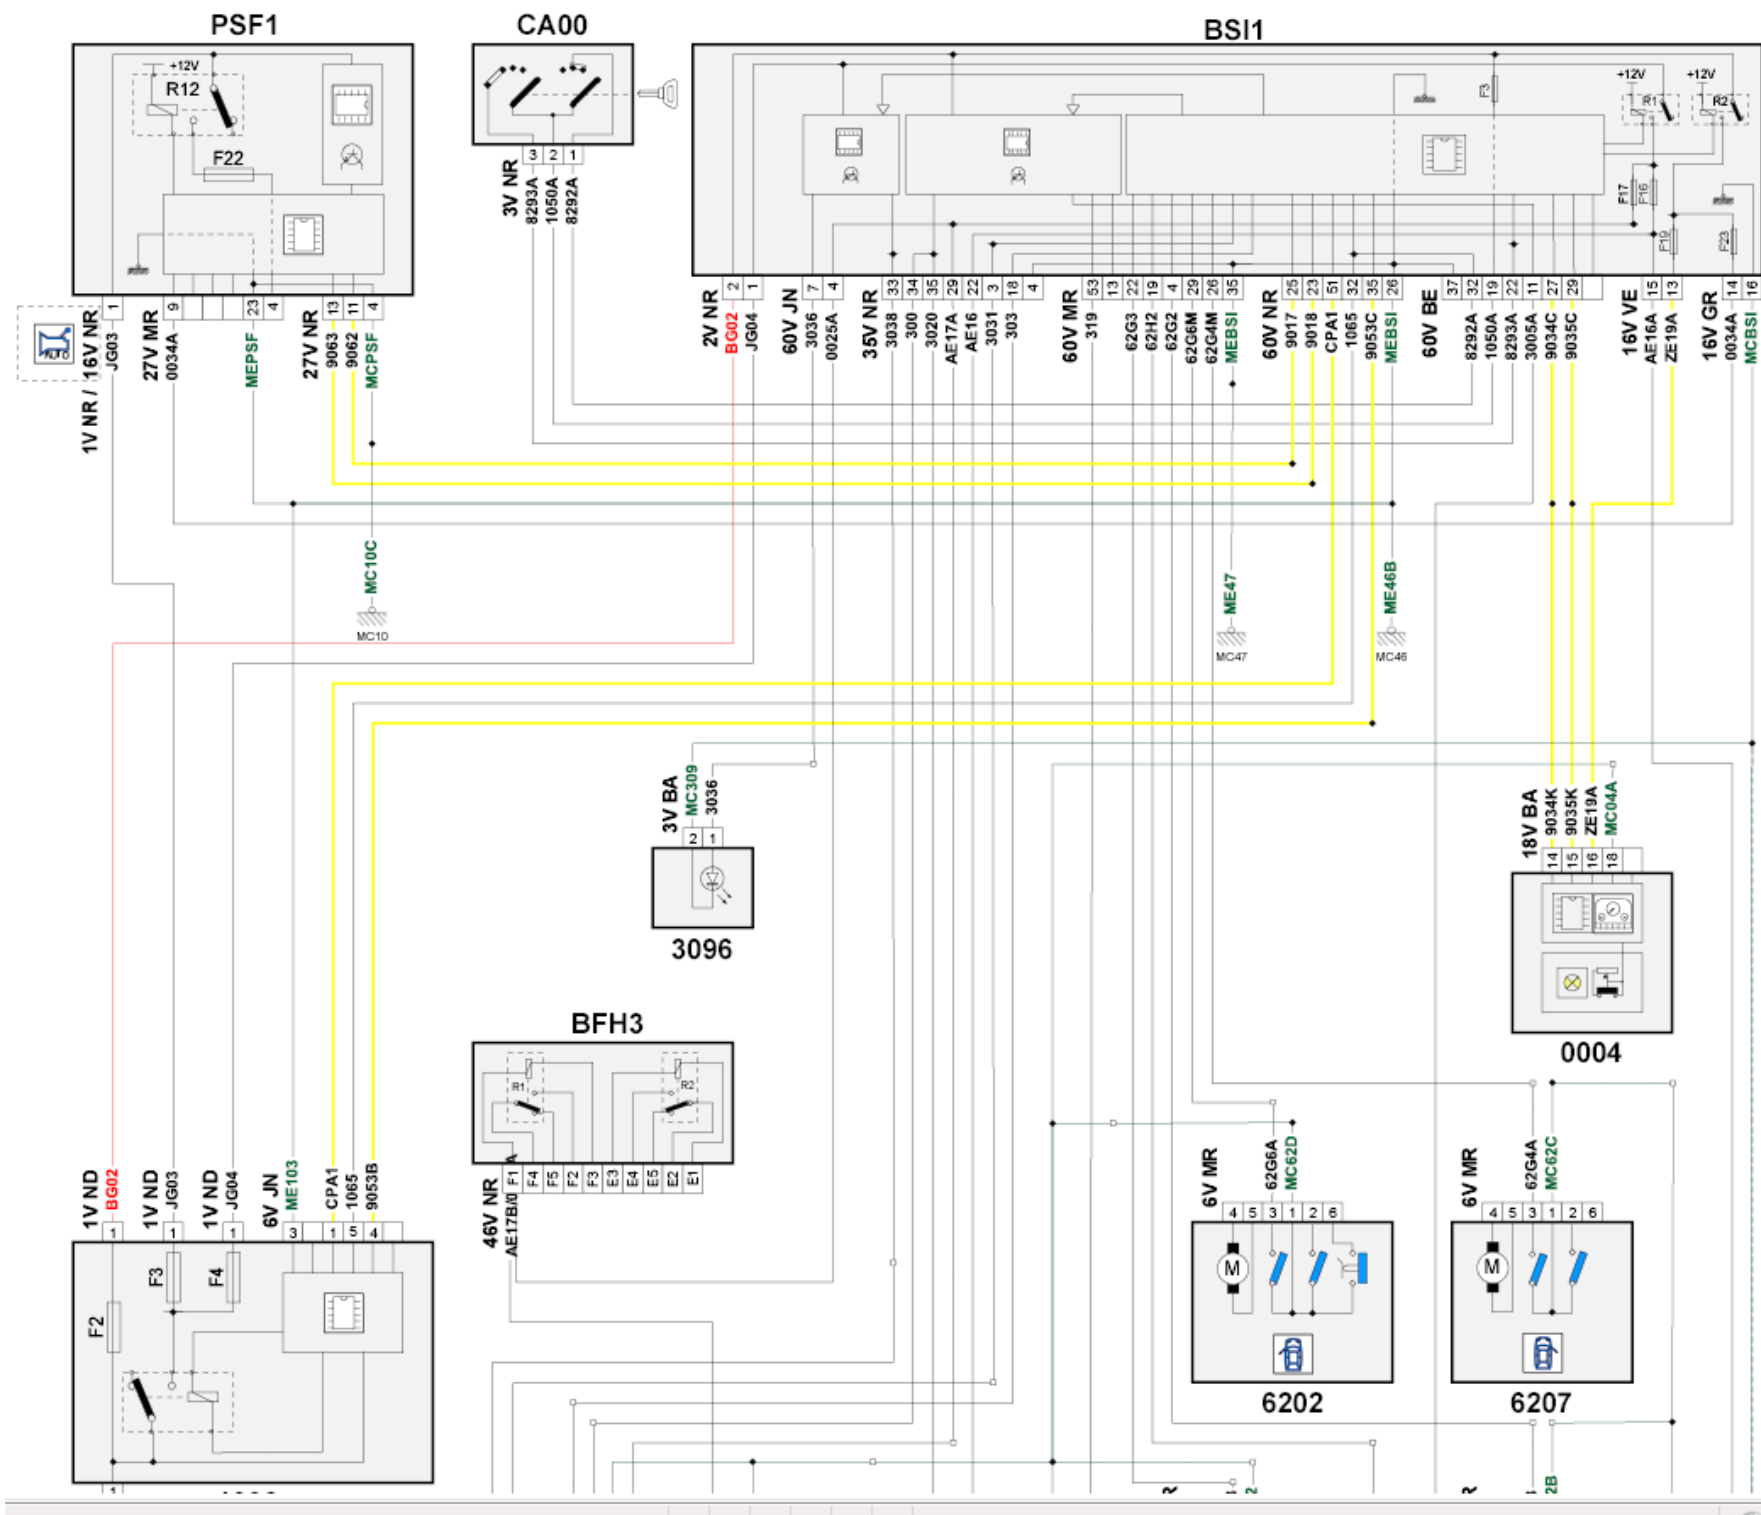 PSF1
CA00
BSI1
+12V
R12
F22
F3
+12V
+12V
R1
R2
F17
F16
F19
F23
3 2 1
3V NR
8293A
1050A
8292A
AUTO
1 9 23 4 13 11 4
1V NR / 16V NR
JG03
27V MR
0034A
MEPSF
27V NR
9063
9062
MCPSF
2 1 7 4 33 34 35 29 22 3 18 4 53 13 22 19 4 29 26 35 25 23 51 32 35 26 37 32 19 22 11 27 29 15 13 14 16
2V NR
BG02
JG04
60V JN
3036
0025A
35V NR
3038
300
3020
AE17A
AE16
3031
303
60V MR
319
62G3
62H2
62G2
62G6M
62G4M
MEBSI
60V NR
9017
9018
CPA1
1065
9053C
MEBSI
60V BE
8292A
1050A
8293A
3005A
9034C
9035C
16V VE
AE16A
ZE19A
16V GR
0034A
MCBSI
MC10C
MC10
ME47
MC47
ME46B
MC46
3V BA
MC309
3036
2 1
3096
18V BA
9034K
9035K
ZE19A
MC04A
14 15 16 18
0004
BFH3
R1
R2
F1 F4 F5 F2 F3 E3 E4 E5 E2 E1
46V NR
AE17B/0
A
1V ND
BG02
1V ND
JG03
1V ND
JG04
6V JN
ME103
CPA1
1065
9053B
1 1 1 3 1 5 4
F3
F4
F2
1
6V MR
62G6A
MC62D
4 5 3 1 2 6
M
6202
6V MR
62G4A
MC62C
4 5 3 1 2 6
M
6207
2B